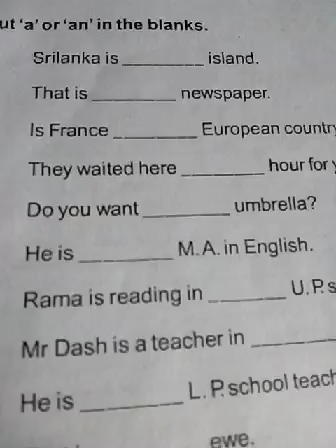 ut 'a' or 'an' in the blanks.
Srilanka is ________ island.
That is ________ newspaper.
Is France ________ European country
They waited here ________ hour for
Do you want ________ umbrella?
He is ________ M.A. in English.
Rama is reading in ________ U.P. s
Mr Dash is a teacher in ________
He is ________ L.P. school teach
ewe.